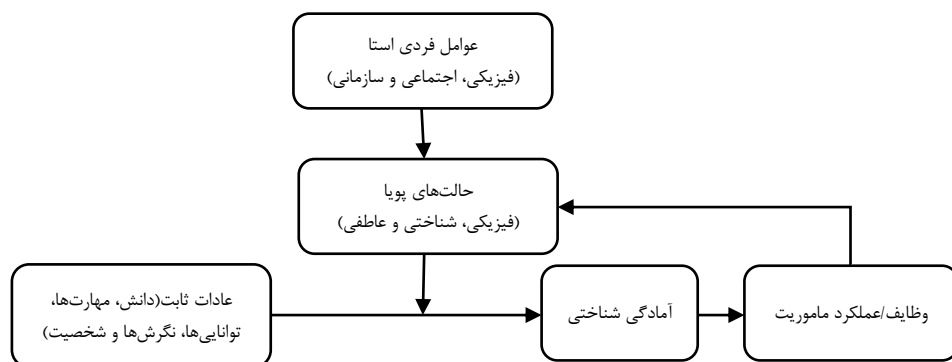 عوامل فردی استا
(فیزیکی، اجتماعی و سازمانی)
حالت‌های پویا
(فیزیکی، شناختی و عاطفی)
عادات ثابت(دانش، مهارت‌ها،
توانایی‌ها، نگرش‌ها و شخصیت)
آمادگی شناختی
وظایف/عملکرد ماموریت